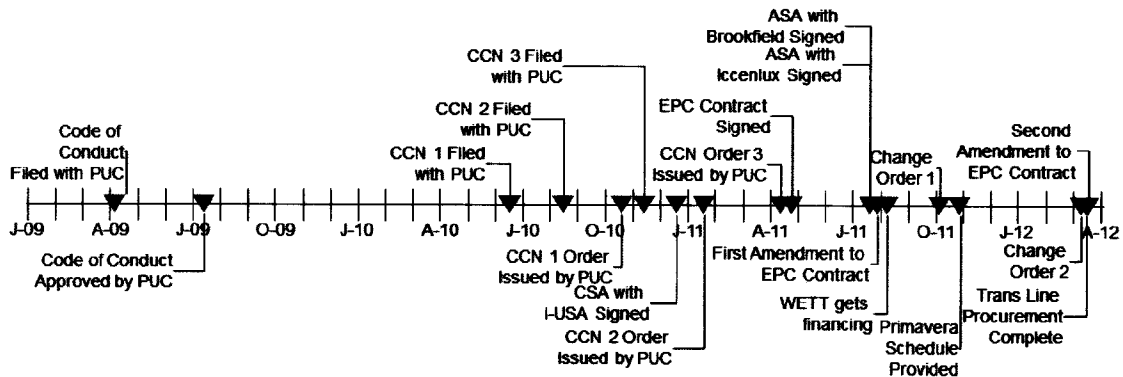 ASA with
Brookfield Signed
ASA with
Iccenlux Signed
CCN 3 Filed
with PUC
CCN 2 Filed
with PUC
EPC Contract
Signed
Code of
Conduct
Filed with PUC
CCN 1 Filed
with PUC
CCN Order 3
Issued by PUC
Change
Order 1
Second
Amendment to
EPC Contract
J-09 A-09 J-09 O-09 J-10 A-10 J-10 O-10 J-11 A-11 J-11 O-11 J-12 A-12
Code of Conduct
Approved by PUC
CCN 1 Order
Issued by PUC
CSA with
I-USA Signed
CCN 2 Order
Issued by PUC
First Amendment to
EPC Contract
WETT gets
financing
Primavera
Schedule
Provided
Change
Order 2
Trans Line
Procurement
Complete